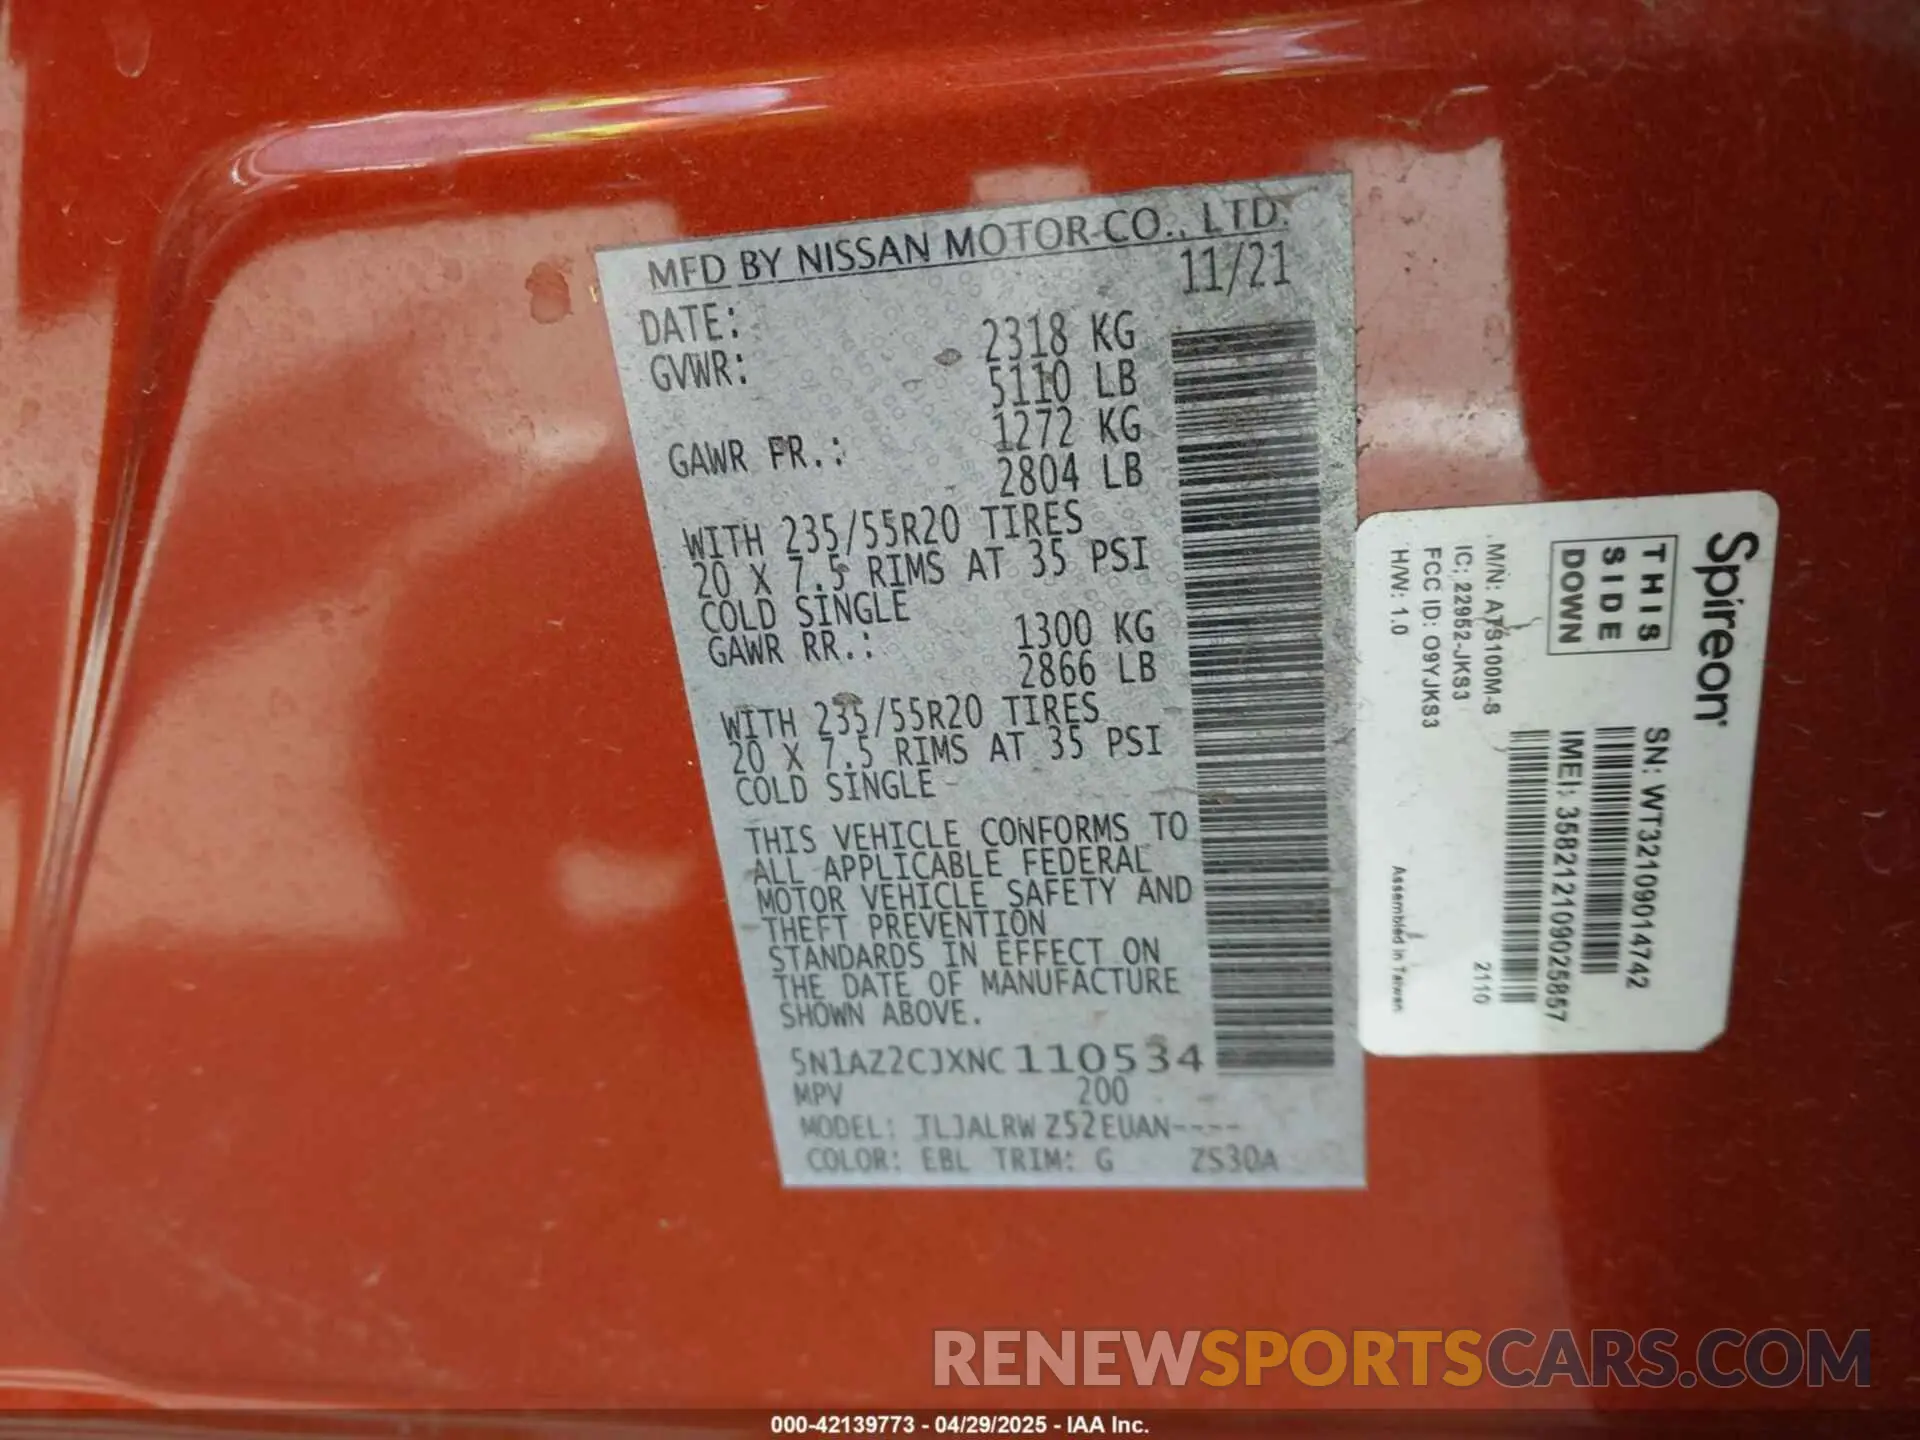 MFD BY NISSAN MOTOR CO., LTD.
DATE: 11/21
GVWR: 2318 KG
5110 LB
GAWR FR.: 1272 KG
2804 LB
WITH 235/55R20 TIRES
20 X 7.5 RIMS AT 35 PSI
COLD SINGLE
GAWR RR.: 1300 KG
2866 LB
WITH 235/55R20 TIRES
20 X 7.5 RIMS AT 35 PSI
COLD SINGLE
THIS VEHICLE CONFORMS TO
ALL APPLICABLE FEDERAL
MOTOR VEHICLE SAFETY AND
THEFT PREVENTION
STANDARDS IN EFFECT ON
THE DATE OF MANUFACTURE
SHOWN ABOVE.
5N1AZ2CJXNC110534
MPV 200
MODEL: TLJALRWZ52EUAN----
COLOR: EBL TRIM: G ZS30A
Spireon
THIS
SIDE
DOWN
SN: WT3210901474​2
IMEI: 358212109025857
M/N: ATS100M-S
IC: 22952-JKS3
FCC ID: O9YJKS3
H/W: 1.0
2110
Assembled in Taiwan
RENEWSPORTSCARS.COM
000-42139773 - 04/29/2025 - IAA Inc.